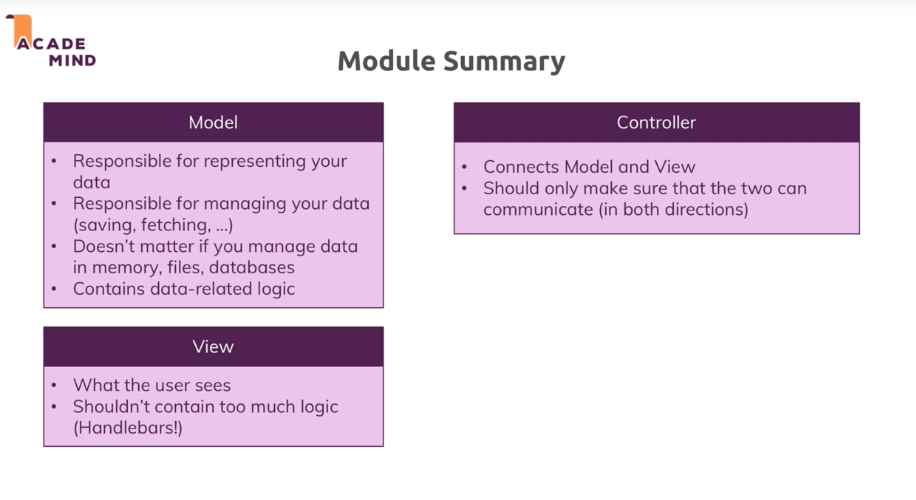 ACADE
MIND
Module Summary
Model
• Responsible for representing your
data
• Responsible for managing your data
(saving, fetching, ...)
• Doesn't matter if you manage data
in memory, files, databases
• Contains data-related logic
View
• What the user sees
• Shouldn't contain too much logic
(Handlebars!)
Controller
• Connects Model and View
• Should only make sure that the two can
communicate (in both directions)